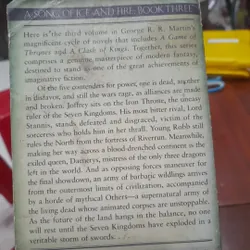 A SONG OF ICE AND FIRE: BOOK THREE
Here is the third volume in George R. R. Martin's
magnificent cycle of novels that includes A Game of
Thrones and A Clash of Kings. Together, this series
comprises a genuine masterpiece of modern fantasy,
destined to stand as one of the great achievements of
imaginative fiction.
Of the five contenders for power, one is dead, another
in disfavor, and still the wars rage, as alliances are made
and broken. Joffrey sits on the Iron Throne, the uneasy
ruler of the Seven Kingdoms. His most bitter rival, Lord
Stannis, stands defeated and disgraced, victim of the
sorceress who holds him in her thrall. Young Robb still
rules the North from the fortress of Riverrun. Meanwhile,
making her way across a blood-drenched continent is the
exiled queen, Daenerys, mistress of the only three dragons
left in the world. And as opposing forces maneuver for
the final showdown, an army of barbaric wildlings arrives
from the outermost limits of civilization, accompanied
by a horde of mythical Others—a supernatural army of
the living dead whose animated corpses are unstoppable.
As the future of the land hangs in the balance, no one
will rest until the Seven Kingdoms have exploded in a
veritable storm of swords. . .